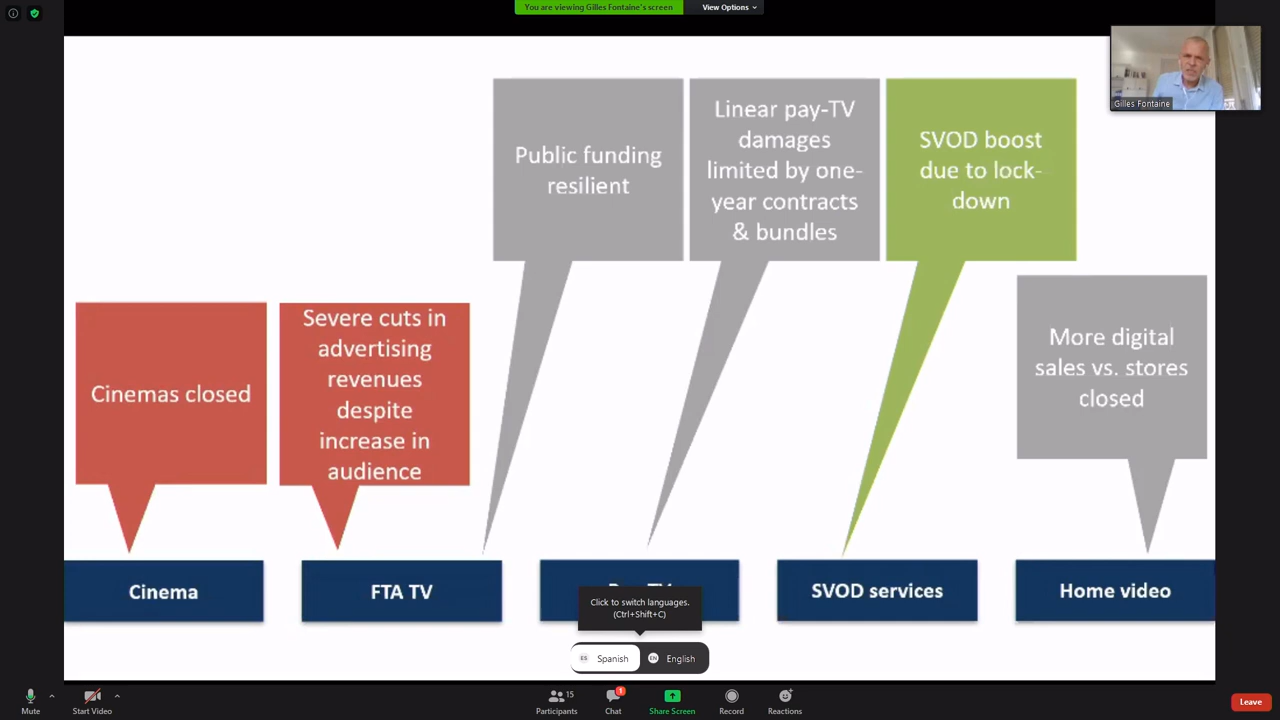 You are viewing Gilles Fontaine's screen
View Options
Gilles Fontaine
Public funding
resilient
Linear pay-TV
damages
limited by one-
year contracts
& bundles
SVOD boost
due to lock-
down
Cinemas closed
Severe cuts in
advertising
revenues
despite
increase in
audience
More digital
sales vs. stores
closed
Cinema
FTA TV
SVOD services
Home video
Click to switch languages.
(Ctrl+Shift+C)
ES Spanish
EN English
Mute
Start Video
15
Participants
1
Chat
Share Screen
Record
Reactions
Leave